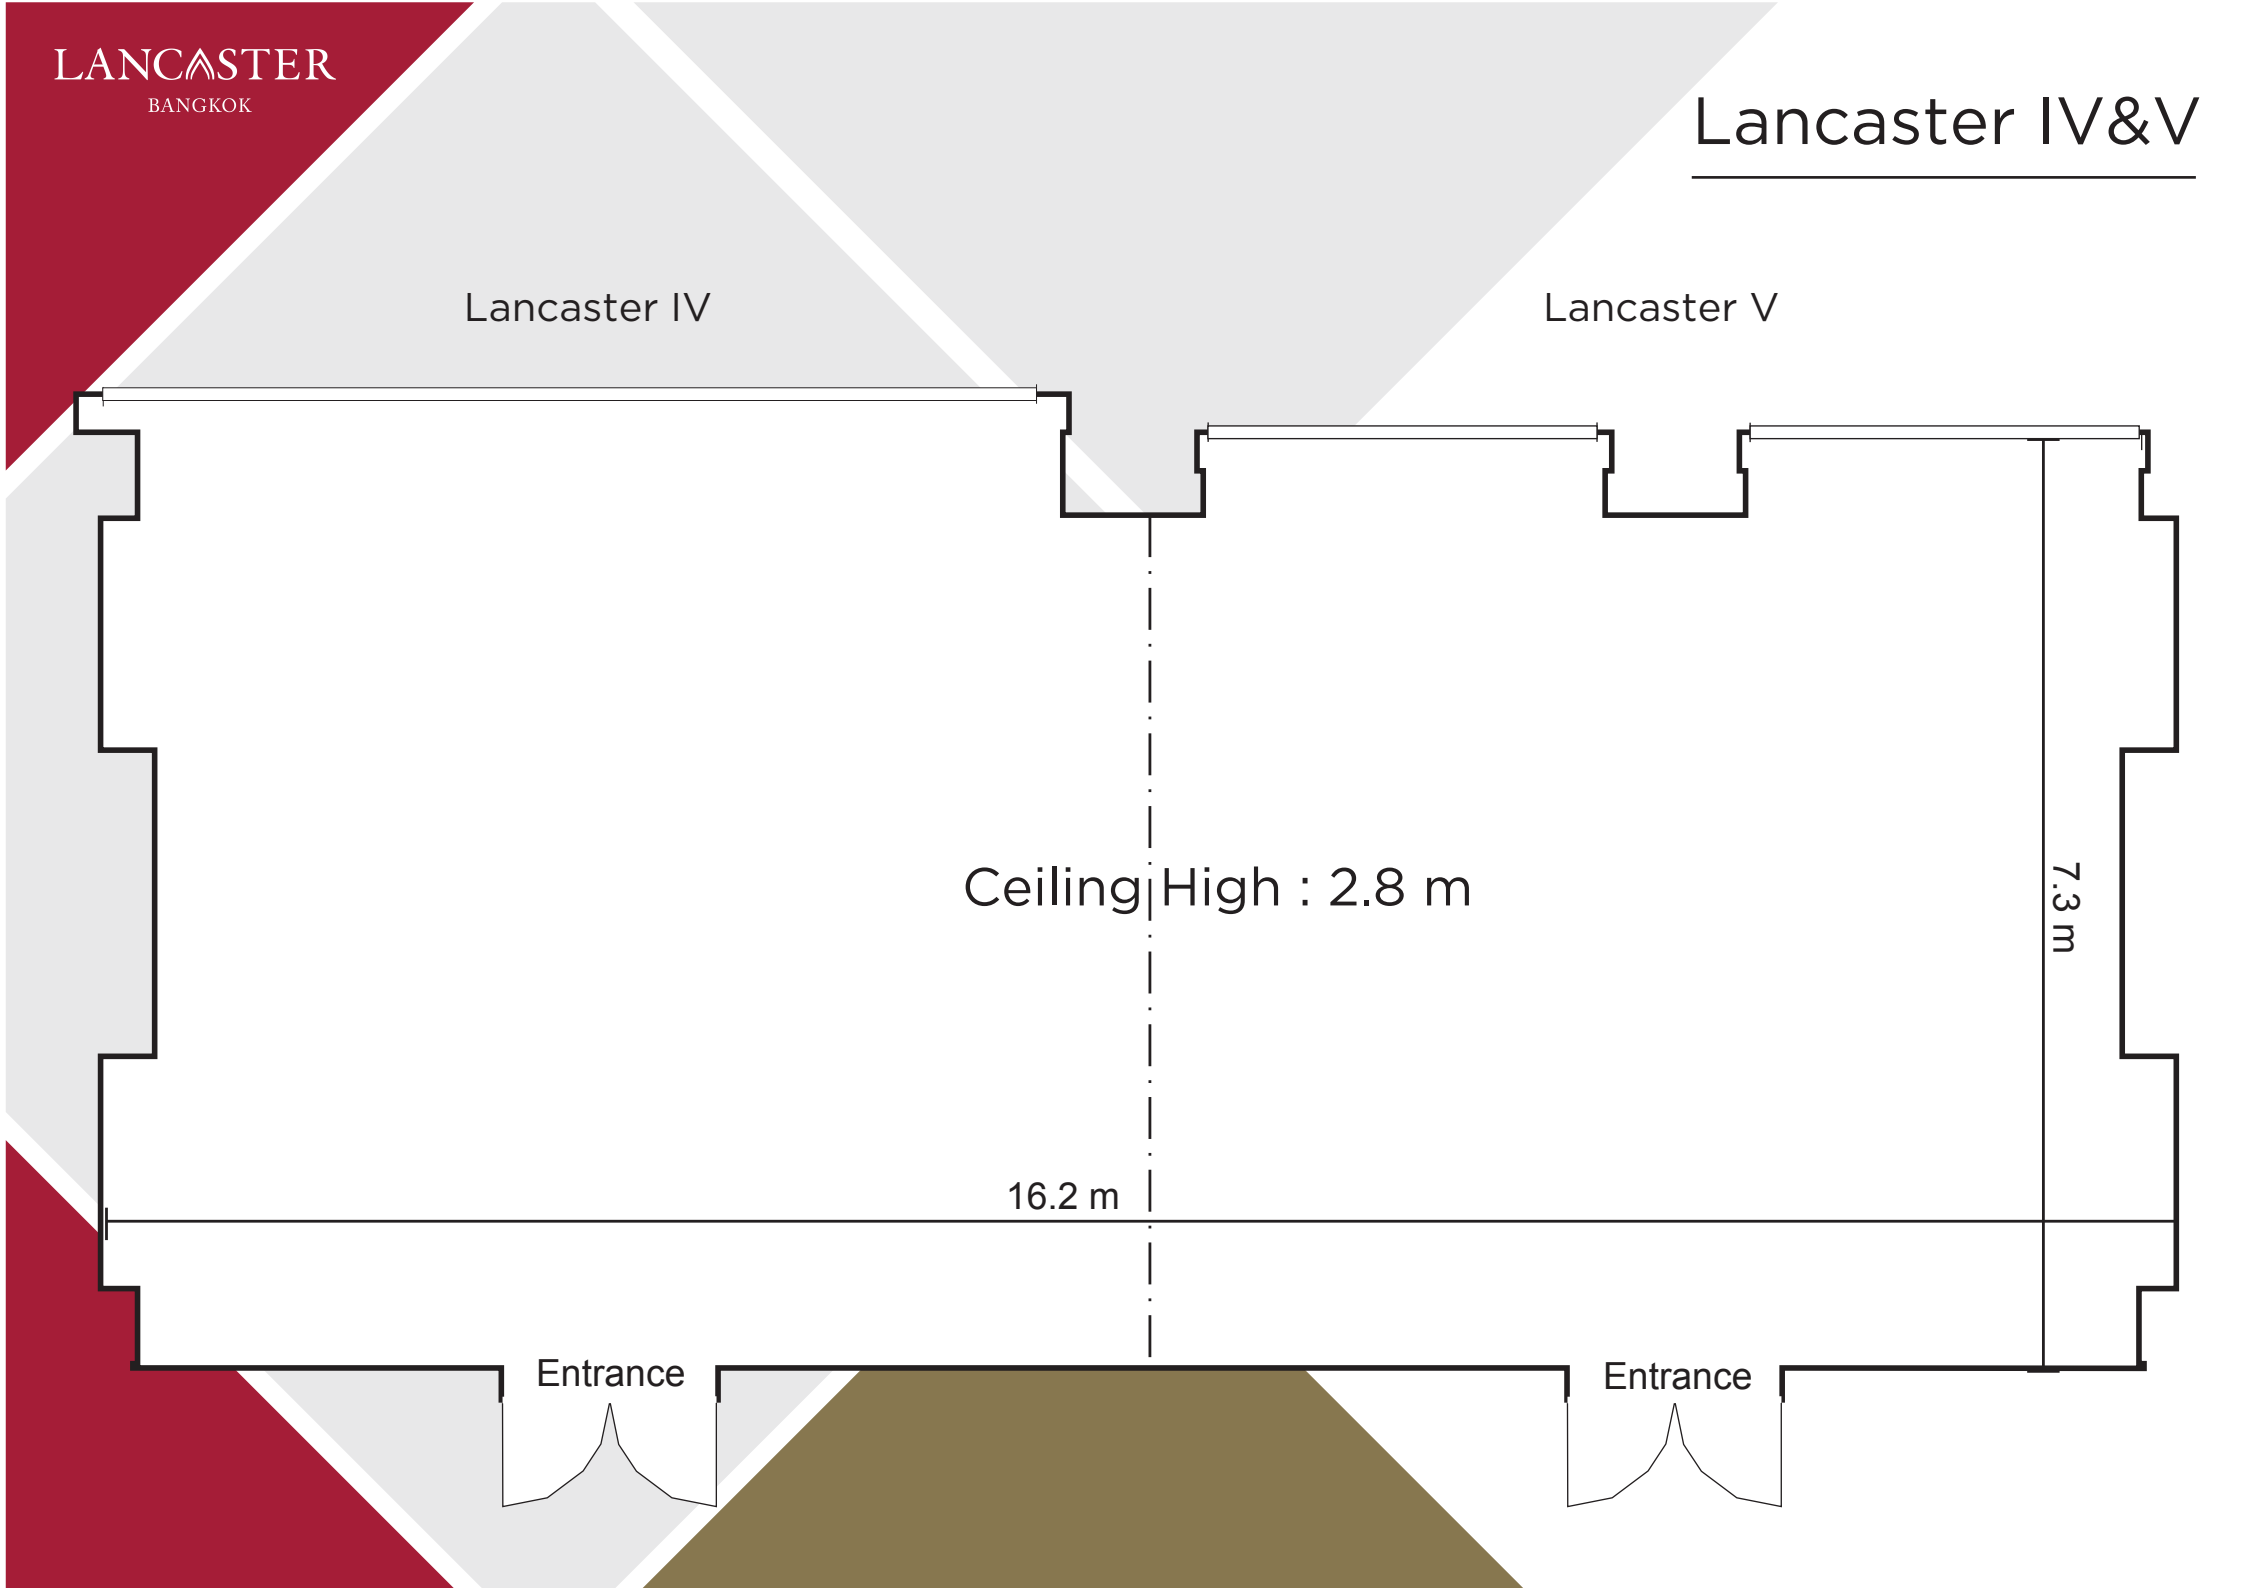 LANCASTER
BANGKOK
Lancaster IV&V
Lancaster IV
Lancaster V
Ceiling High : 2.8 m
7.3 m
16.2 m
Entrance
Entrance